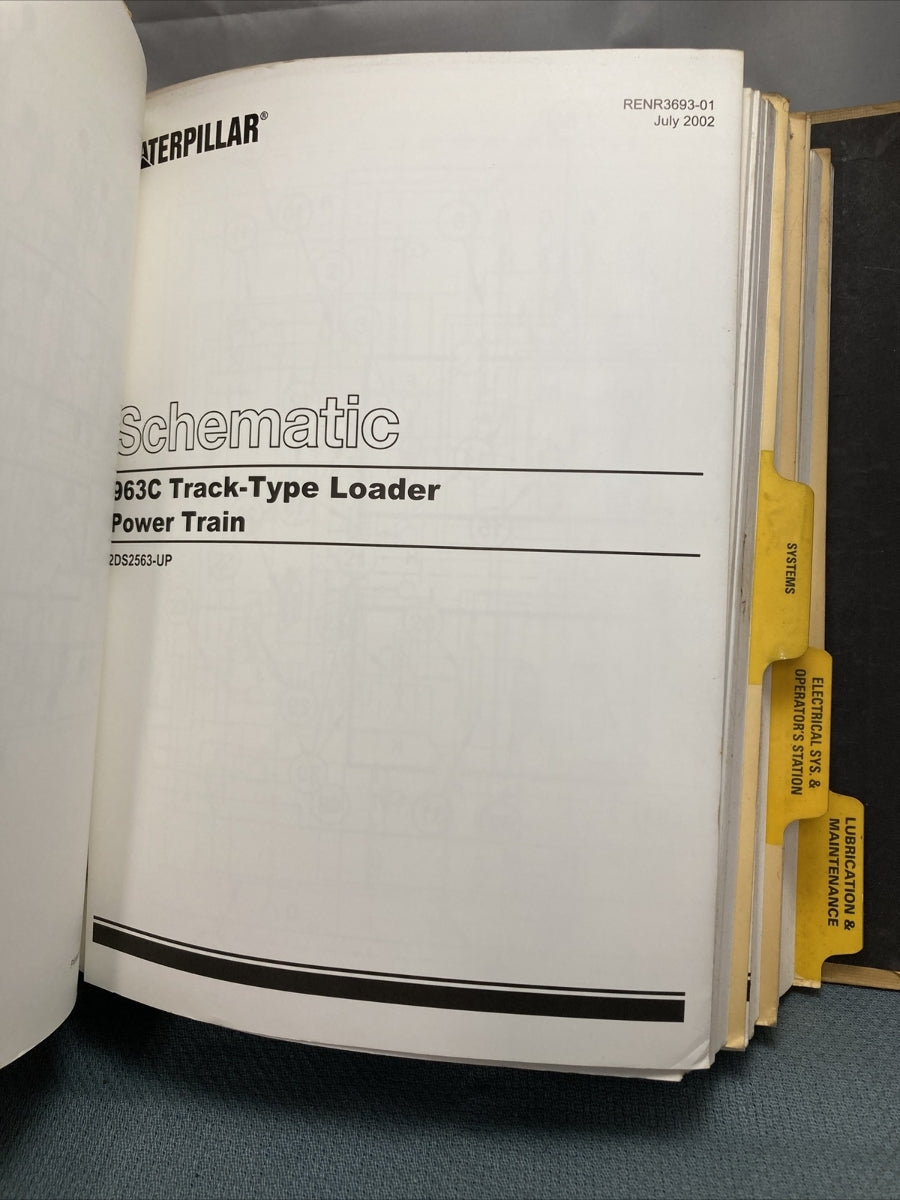 ATERPILLAR®
RENR3693-01
July 2002
Schematic
963C Track-Type Loader
Power Train
2DS2563-UP
SYSTEMS
ELECTRICAL SYS. &
OPERATOR'S STATION
LUBRICATION &
MAINTENANCE